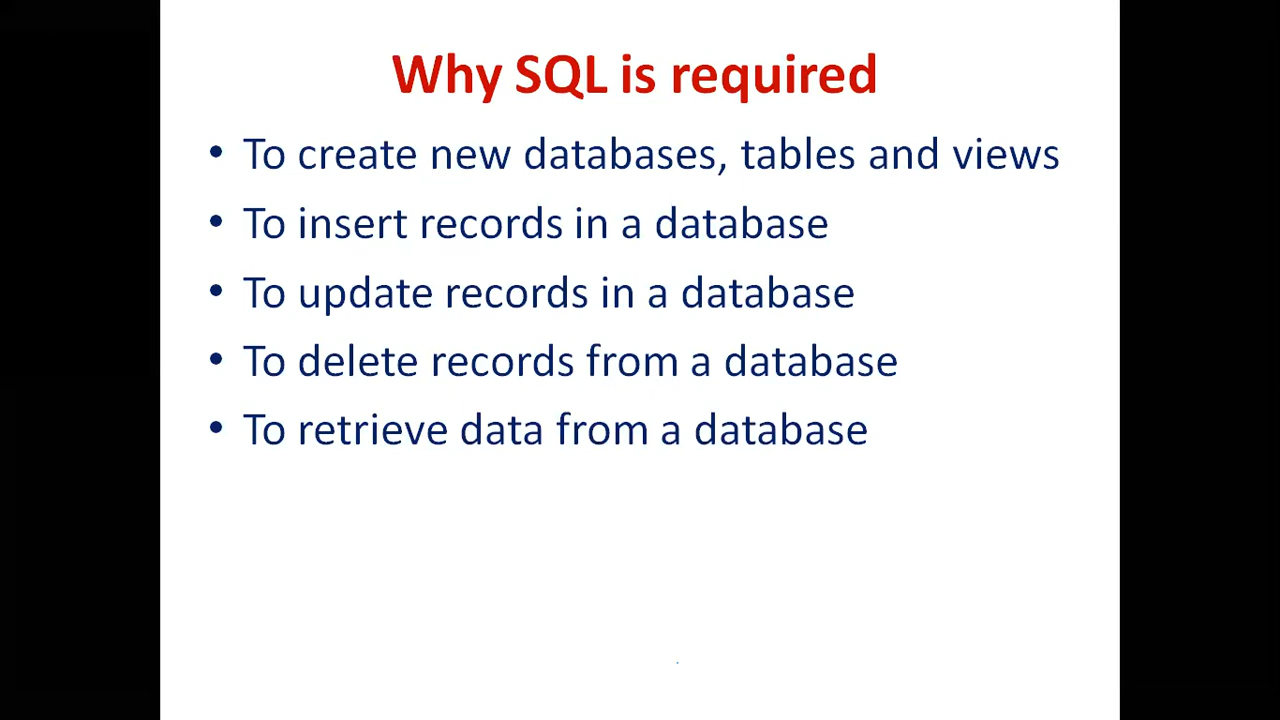 Why SQL is required
• To create new databases, tables and views
• To insert records in a database
• To update records in a database
• To delete records from a database
• To retrieve data from a database